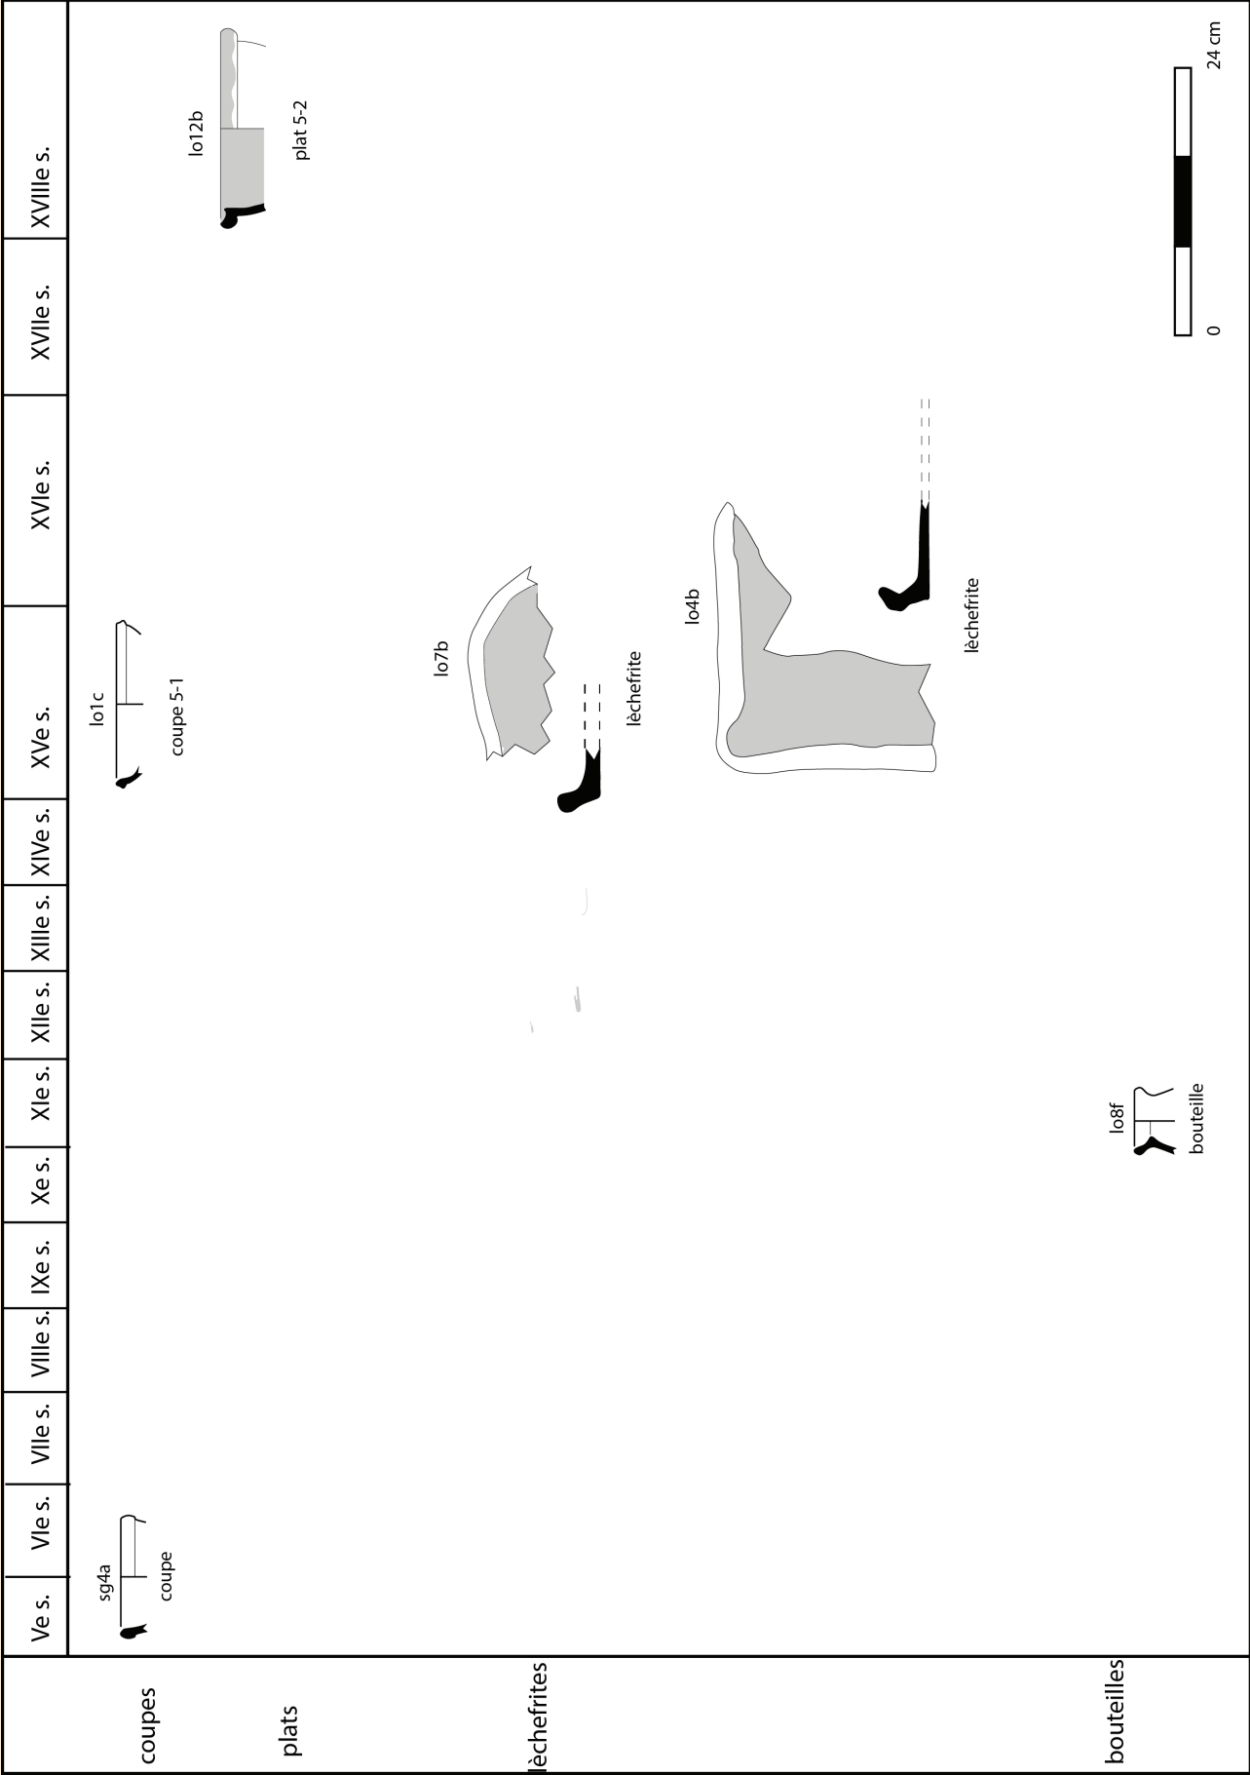 Ve s. VIe s. VIIe s. VIIIe s. IXe s. Xe s. XIe s. XIIe s. XIIIe s. XIVe s. XVe s. XVIe s. XVIIe s. XVIIIe s.
coupes
sg4a
coupe
lo1c
coupe 5-1
plats
lo12b
plat 5-2
lèchefrites
lo7b
lèchefrite
lo4b
lèchefrite
bouteilles
lo8f
bouteille
0 24 cm